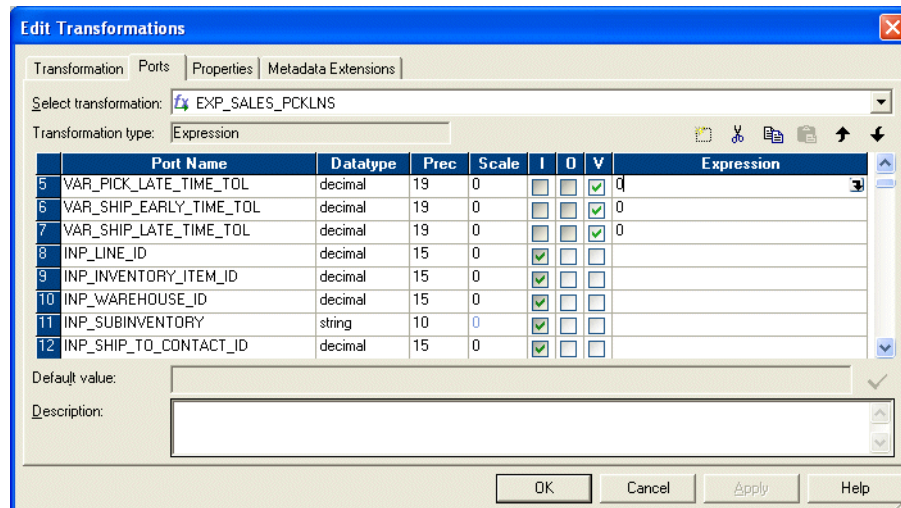 Edit Transformations
Transformation Ports Properties Metadata Extensions
Select transformation: fx EXP_SALES_PCKLNS
Transformation type: Expression
Port Name Datatype Prec Scale I O V Expression
5 VAR_PICK_LATE_TIME_TOL decimal 19 0 0
6 VAR_SHIP_EARLY_TIME_TOL decimal 19 0 0
7 VAR_SHIP_LATE_TIME_TOL decimal 19 0 0
8 INP_LINE_ID decimal 15 0
9 INP_INVENTORY_ITEM_ID decimal 15 0
10 INP_WAREHOUSE_ID decimal 15 0
11 INP_SUBINVENTORY string 10 0
12 INP_SHIP_TO_CONTACT_ID decimal 15 0
Default value:
Description:
OK Cancel Apply Help